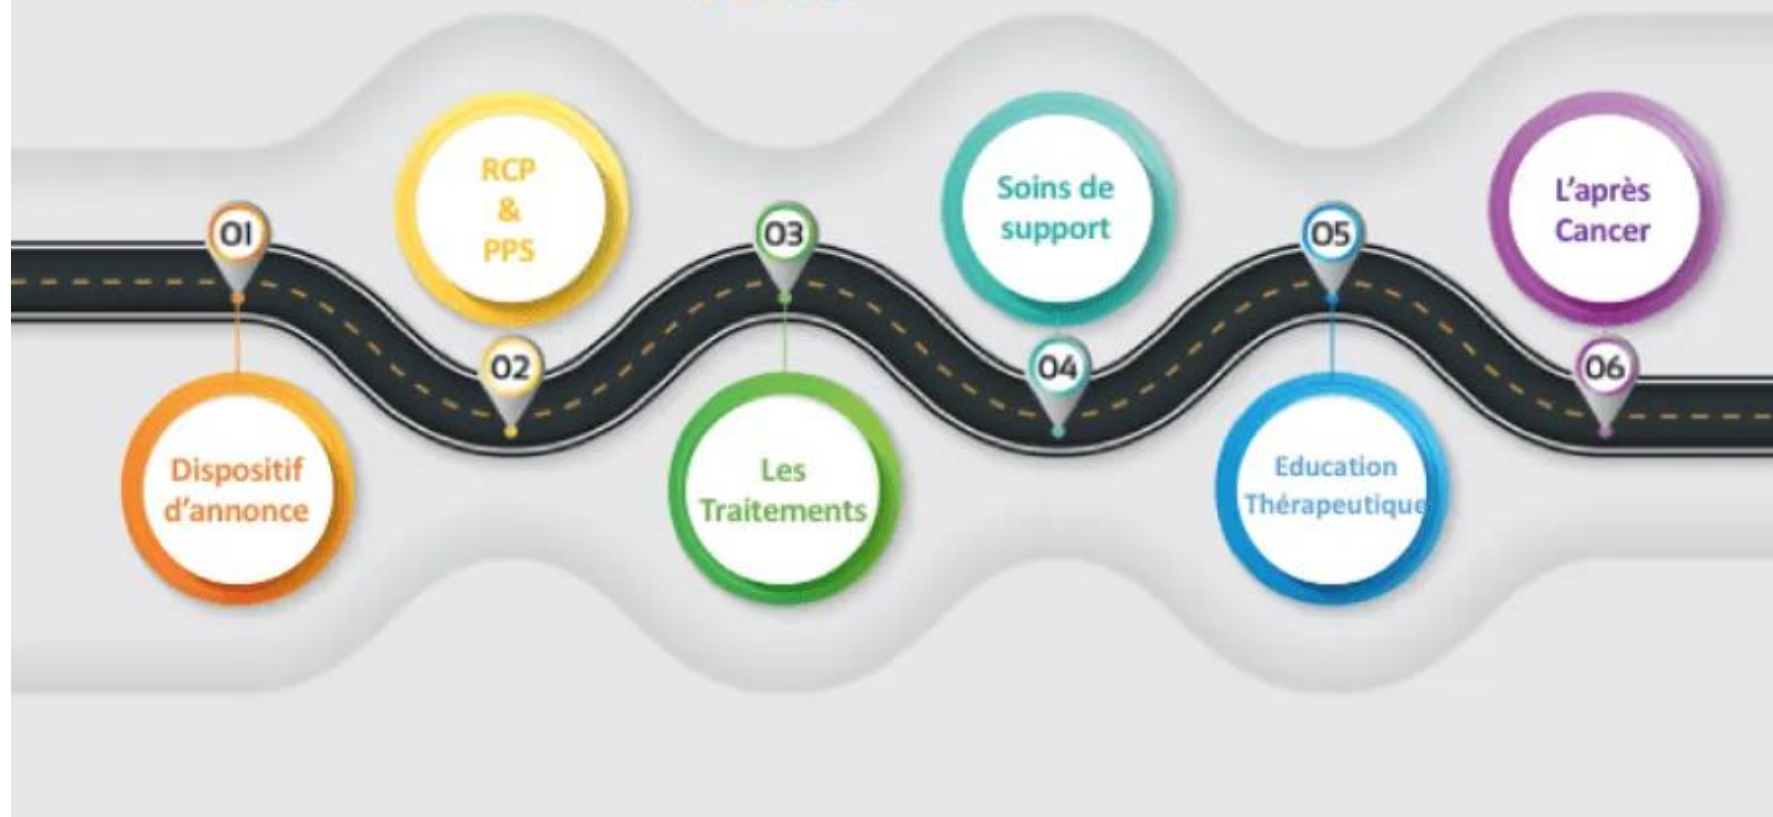 01
Dispositif
d'annonce
RCP
&
PPS
02
03
Les
Traitements
Soins de
support
04
05
Education
Thérapeutique
L'après
Cancer
06